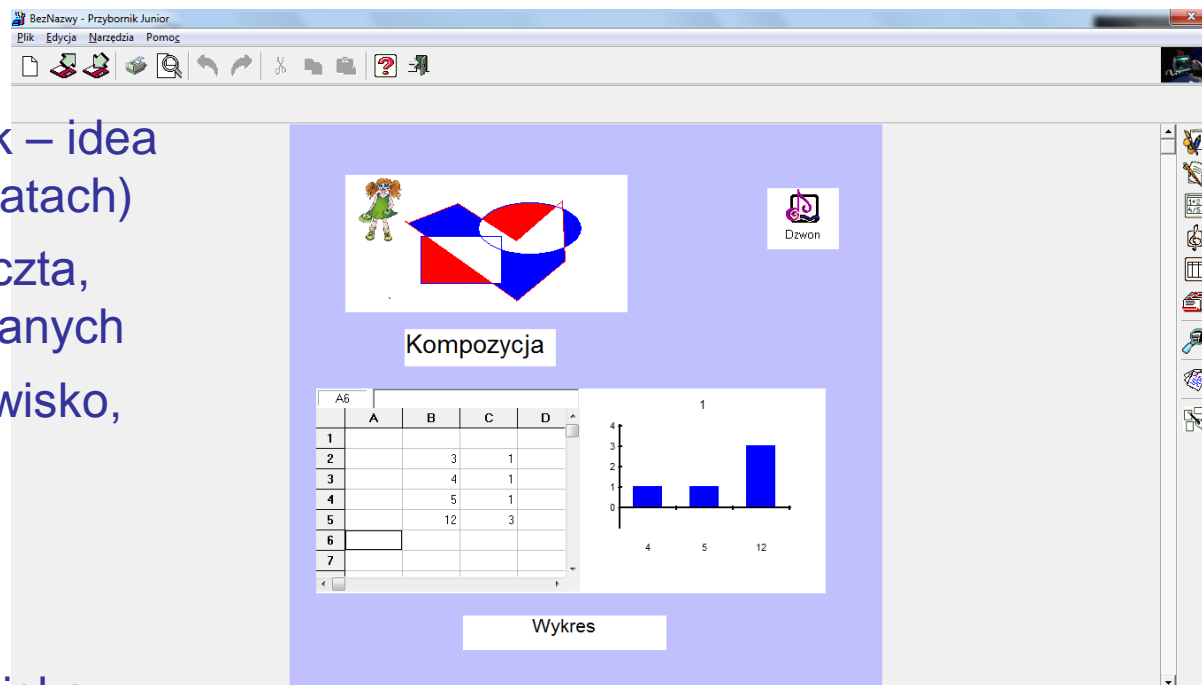 BezNazwy - Przybornik Junior
Plik Edycja Narzędzia Pomoc
k – idea
atach)
czta,
anych
wisko,
Dzwon
Kompozycja
A6
A B C D
1
2 3 1
3 4 1
4 5 1
5 12 3
6
7
1
4
3
2
1
0
4 5 12
Wykres